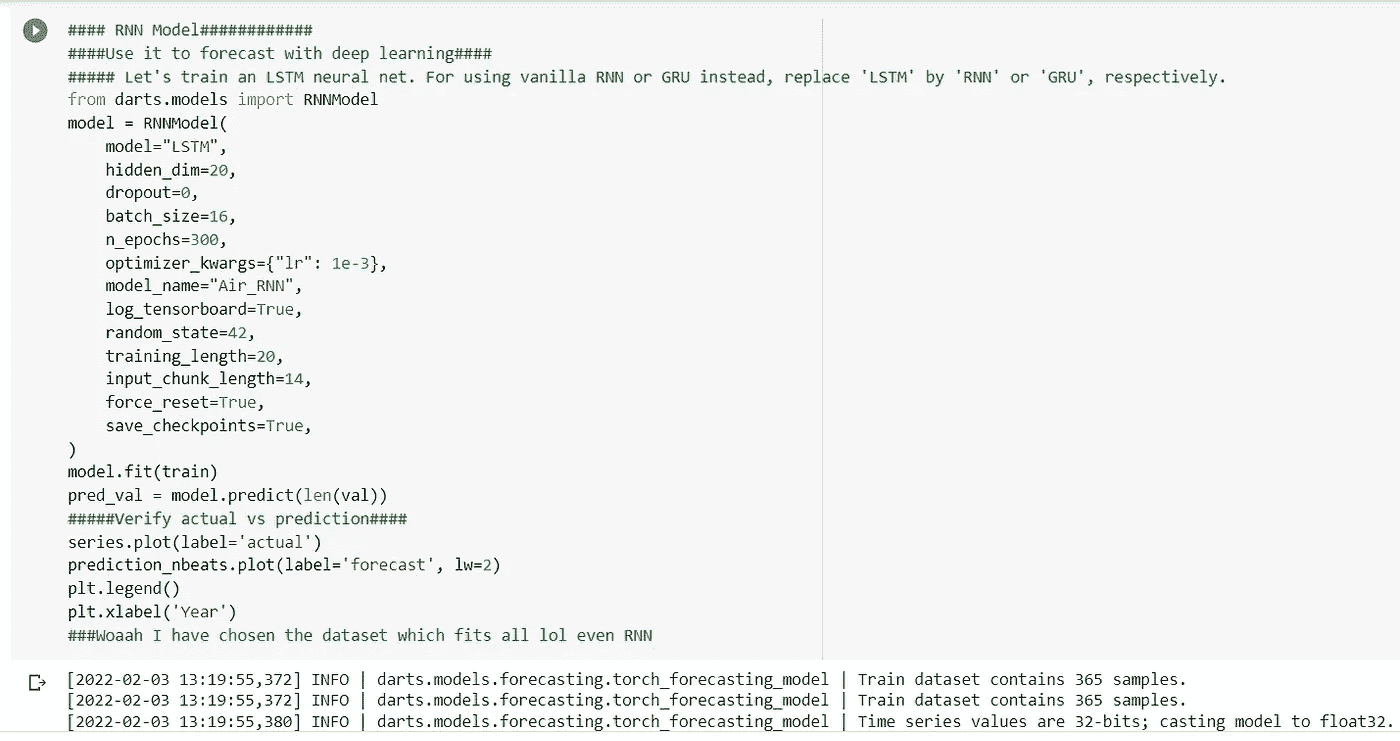 #### RNN Model############
####Use it to forecast with deep learning####
##### Let's train an LSTM neural net. For using vanilla RNN or GRU instead, replace 'LSTM' by 'RNN' or 'GRU', respectively.
from darts.models import RNNModel
model = RNNModel(
    model="LSTM",
    hidden_dim=20,
    dropout=0,
    batch_size=16,
    n_epochs=300,
    optimizer_kwargs={"lr": 1e-3},
    model_name="Air_RNN",
    log_tensorboard=True,
    random_state=42,
    training_length=20,
    input_chunk_length=14,
    force_reset=True,
    save_checkpoints=True,
)
model.fit(train)
pred_val = model.predict(len(val))
#####Verify actual vs prediction####
series.plot(label='actual')
prediction_nbeats.plot(label='forecast', lw=2)
plt.legend()
plt.xlabel('Year')
###Woaah I have chosen the dataset which fits all lol even RNN
[2022-02-03 13:19:55,372] INFO | darts.models.forecasting.torch_forecasting_model | Train dataset contains 365 samples.
[2022-02-03 13:19:55,372] INFO | darts.models.forecasting.torch_forecasting_model | Train dataset contains 365 samples.
[2022-02-03 13:19:55,380] INFO | darts.models.forecasting.torch_forecasting_model | Time series values are 32-bits; casting model to float32.